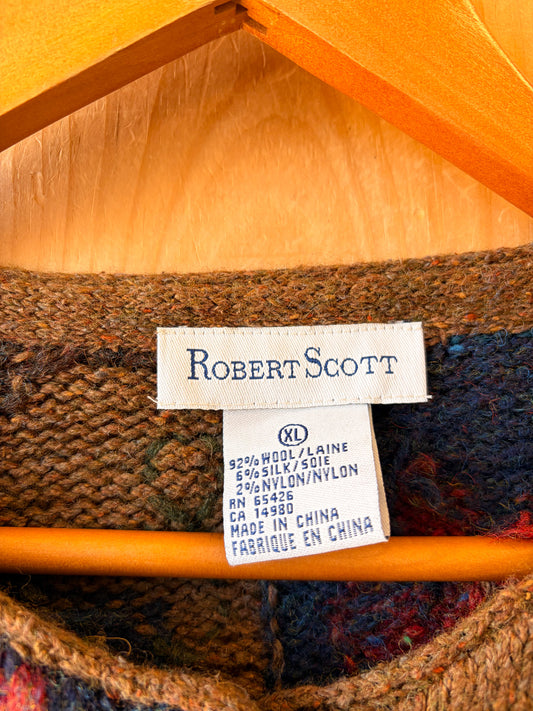 ROBERT SCOTT
XL
92% WOOL/LAINE
6% SILK/SOIE
2% NYLON/NYLON
RN 65426
CA 14980
MADE IN CHINA
FABRIQUE EN CHINA